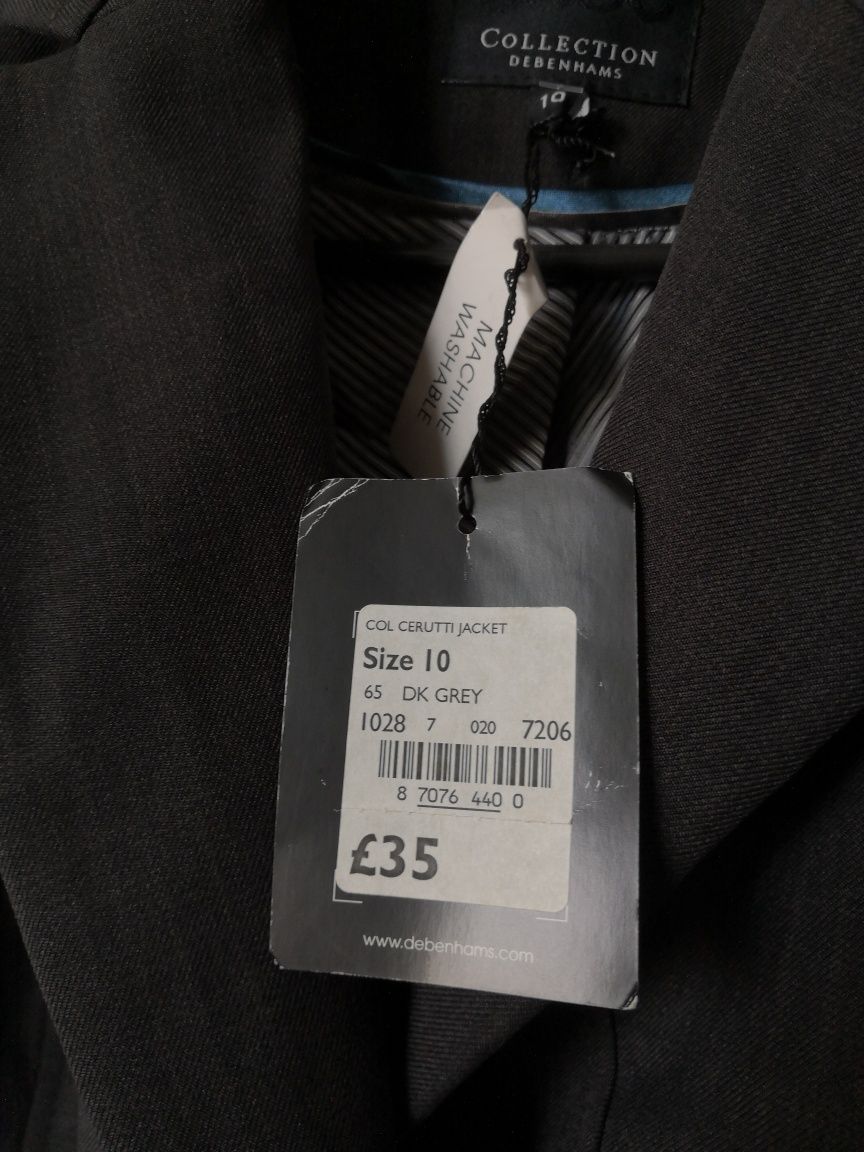 COLLECTION
DEBENHAMS
10
MACHINE
WASHABLE
COL CERUTTI JACKET
Size 10
65 DK GREY
1028 7 020 7206
8 7076 440 0
£35
www.debenhams.com